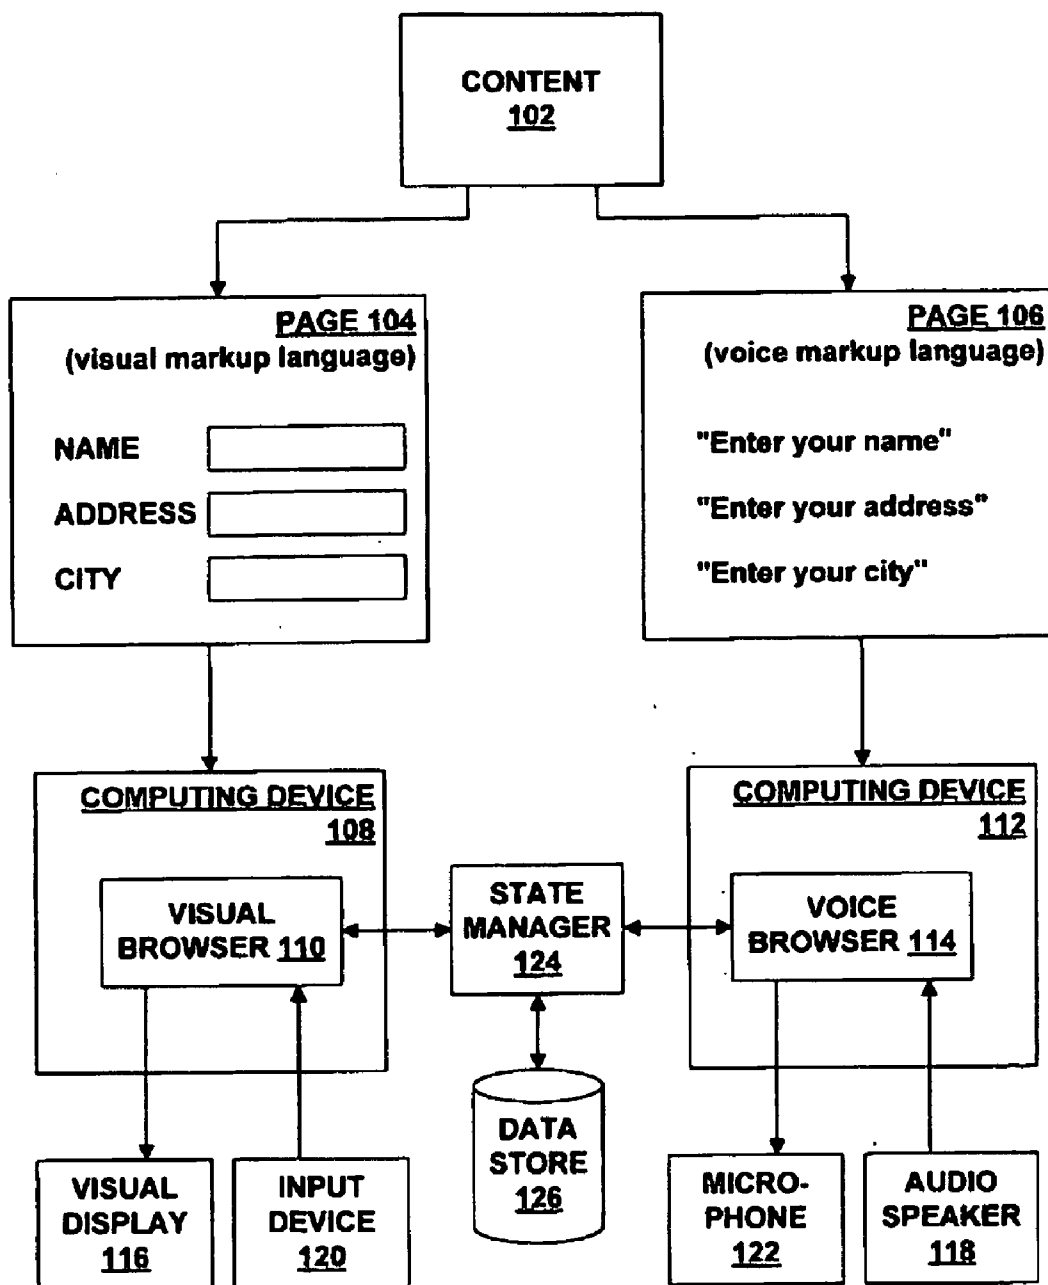 CONTENT
102
PAGE 104
(visual markup language)
NAME
ADDRESS
CITY
PAGE 106
(voice markup language)
"Enter your name"
"Enter your address"
"Enter your city"
COMPUTING DEVICE
108
VISUAL
BROWSER 110
STATE
MANAGER
124
COMPUTING DEVICE
112
VOICE
BROWSER 114
DATA
STORE
126
VISUAL
DISPLAY
116
INPUT
DEVICE
120
MICRO-
PHONE
122
AUDIO
SPEAKER
118